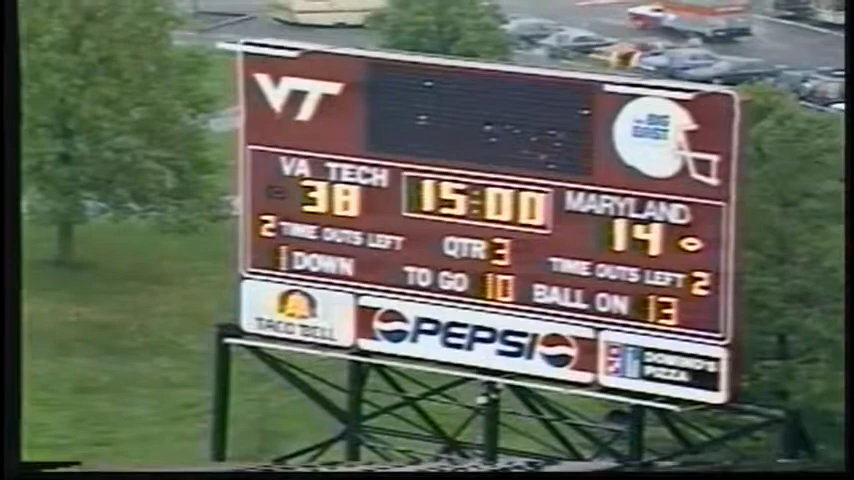 VT
BIG EAST
VA TECH
38
15:00
MARYLAND
14
2 TIME OUTS LEFT
QTR 3
TIME OUTS LEFT 2
1 DOWN
TO GO 10
BALL ON 13
TACO BELL
PEPSI
DOMINO'S
PIZZA